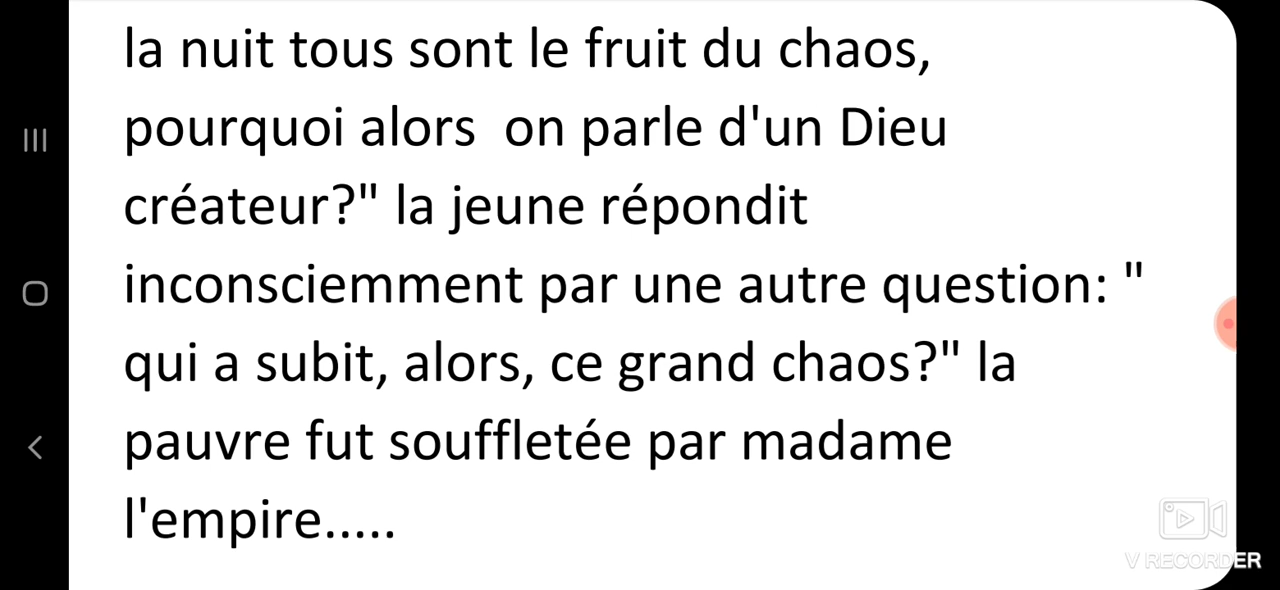 la nuit tous sont le fruit du chaos,
pourquoi alors  on parle d'un Dieu
créateur?" la jeune répondit
inconsciemment par une autre question: "
qui a subit, alors, ce grand chaos?" la
pauvre fut souffletée par madame
l'empire.....
V RECORDER